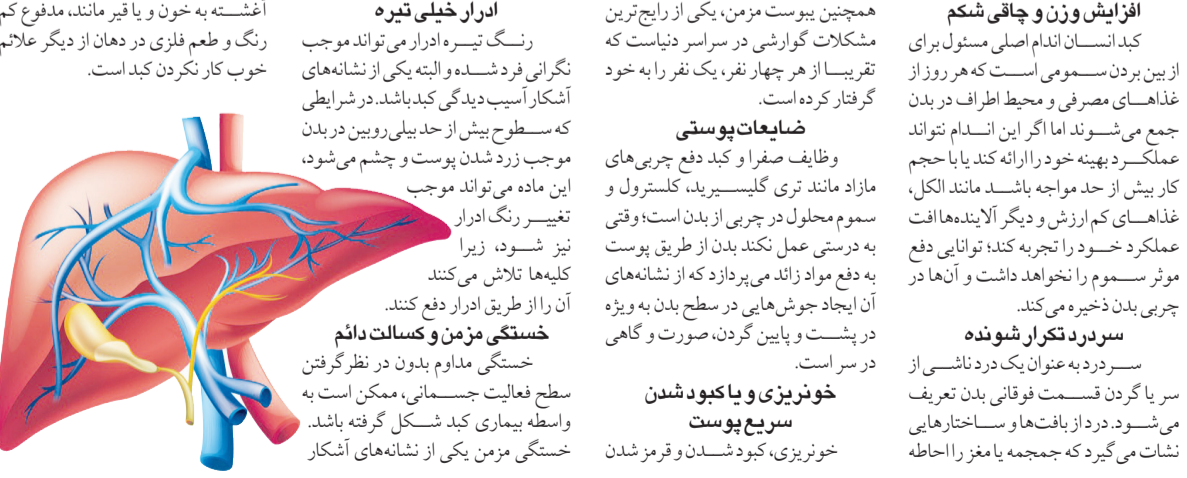 افزایش وزن و چاقی شکم
کبد انسان اندام اصلی مسئول برای
از بین بردن سمومی است که هر روز از
غذاهای مصرفی و محیط اطراف در بدن
جمع می‌شوند اما اگر این اندام نتواند
عملکرد بهینه خود را ارائه کند یا با حجم
کار بیش از حد مواجه باشد مانند الکل،
غذاهای کم ارزش و دیگر آلاینده‌ها افت
عملکرد خود را تجربه کند؛ توانایی دفع
موثر سموم را نخواهد داشت و آن‌ها در
چربی بدن ذخیره می‌کند.
سردرد تکرار شونده
سردرد به عنوان یک درد ناشی از
سر یا گردن قسمت فوقانی بدن تعریف
می‌شود. درد از بافت‌ها و ساختارهایی
نشات می‌گیرد که جمجمه یا مغز را احاطه
همچنین یبوست مزمن، یکی از رایج‌ترین
مشکلات گوارشی در سراسر دنیاست که
تقریبا از هر چهار نفر، یک نفر را به خود
گرفتار کرده است.
ضایعات پوستی
وظایف صفرا و کبد دفع چربی‌های
مازاد مانند تری گلیسیرید، کلسترول و
سموم محلول در چربی از بدن است؛ وقتی
به درستی عمل نکند بدن از طریق پوست
به دفع مواد زائد می‌پردازد که از نشانه‌های
آن ایجاد جوش‌هایی در سطح بدن به ویژه
در پشت و پایین گردن، صورت و گاهی
در سر است.
خونریزی و یا کبود شدن
سریع پوست
خونریزی، کبود شدن و قرمز شدن
ادرار خیلی تیره
رنگ تیره ادرار می‌تواند موجب
نگرانی فرد شده و البته یکی از نشانه‌های
آشکار آسیب دیدگی کبد باشد. در شرایطی
که سطوح بیش از حد بیلی‌روبین در بدن
موجب زرد شدن پوست و چشم می‌شود،
این ماده می‌تواند موجب
تغییر رنگ ادرار
نیز شود، زیرا
کلیه‌ها تلاش می‌کنند
آن را از طریق ادرار دفع کنند.
خستگی مزمن و کسالت دائم
خستگی مداوم بدون در نظر گرفتن
سطح فعالیت جسمانی، ممکن است به
واسطه بیماری کبد شکل گرفته باشد.
خستگی مزمن یکی از نشانه‌های آشکار
آغشته به خون و یا قیر مانند، مدفوع کم
رنگ و طعم فلزی در دهان از دیگر علائم
خوب کار نکردن کبد است.